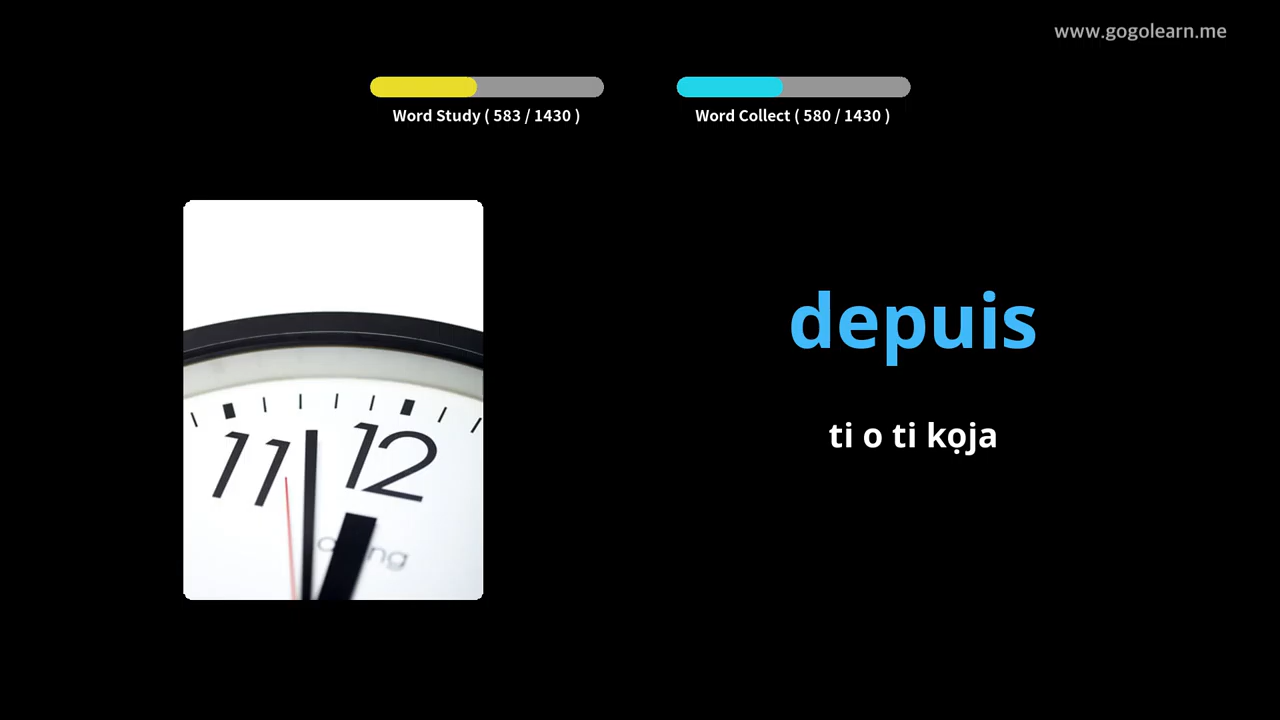 www.gogolearn.me
Word Study ( 583 / 1430 )
Word Collect ( 580 / 1430 )
depuis
ti o ti kọja
11 12